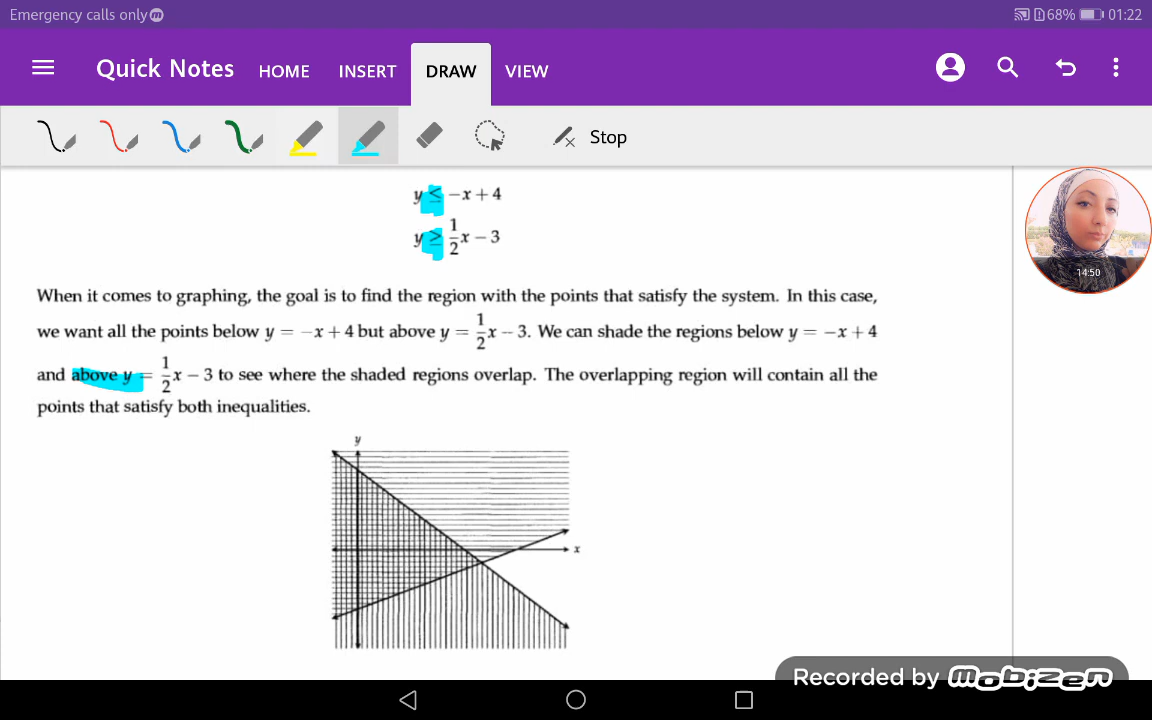 Emergency calls only
68% 01:22
Quick Notes HOME INSERT DRAW VIEW
Stop
y ≤ −x + 4
y ≥ 1/2 x − 3
14:50
When it comes to graphing, the goal is to find the region with the points that satisfy the system. In this case,
we want all the points below y = −x + 4 but above y = 1/2 x − 3. We can shade the regions below y = −x + 4
and above y = 1/2 x − 3 to see where the shaded regions overlap. The overlapping region will contain all the
points that satisfy both inequalities.
y
x
Recorded by mobizen